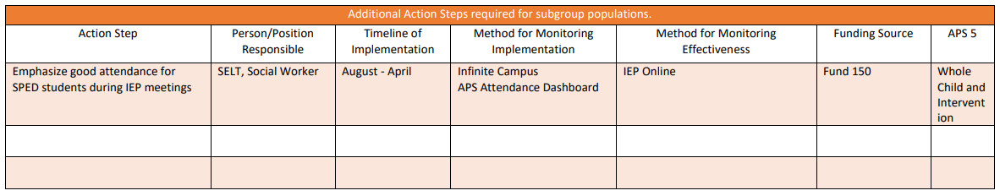 Additional Action Steps required for subgroup populations.
Action Step
Person/Position
Responsible
Timeline of
Implementation
Method for Monitoring
Implementation
Method for Monitoring
Effectiveness
Funding Source
APS 5
Emphasize good attendance for
SPED students during IEP meetings
SELT, Social Worker
August - April
Infinite Campus
APS Attendance Dashboard
IEP Online
Fund 150
Whole
Child and
Intervent
ion